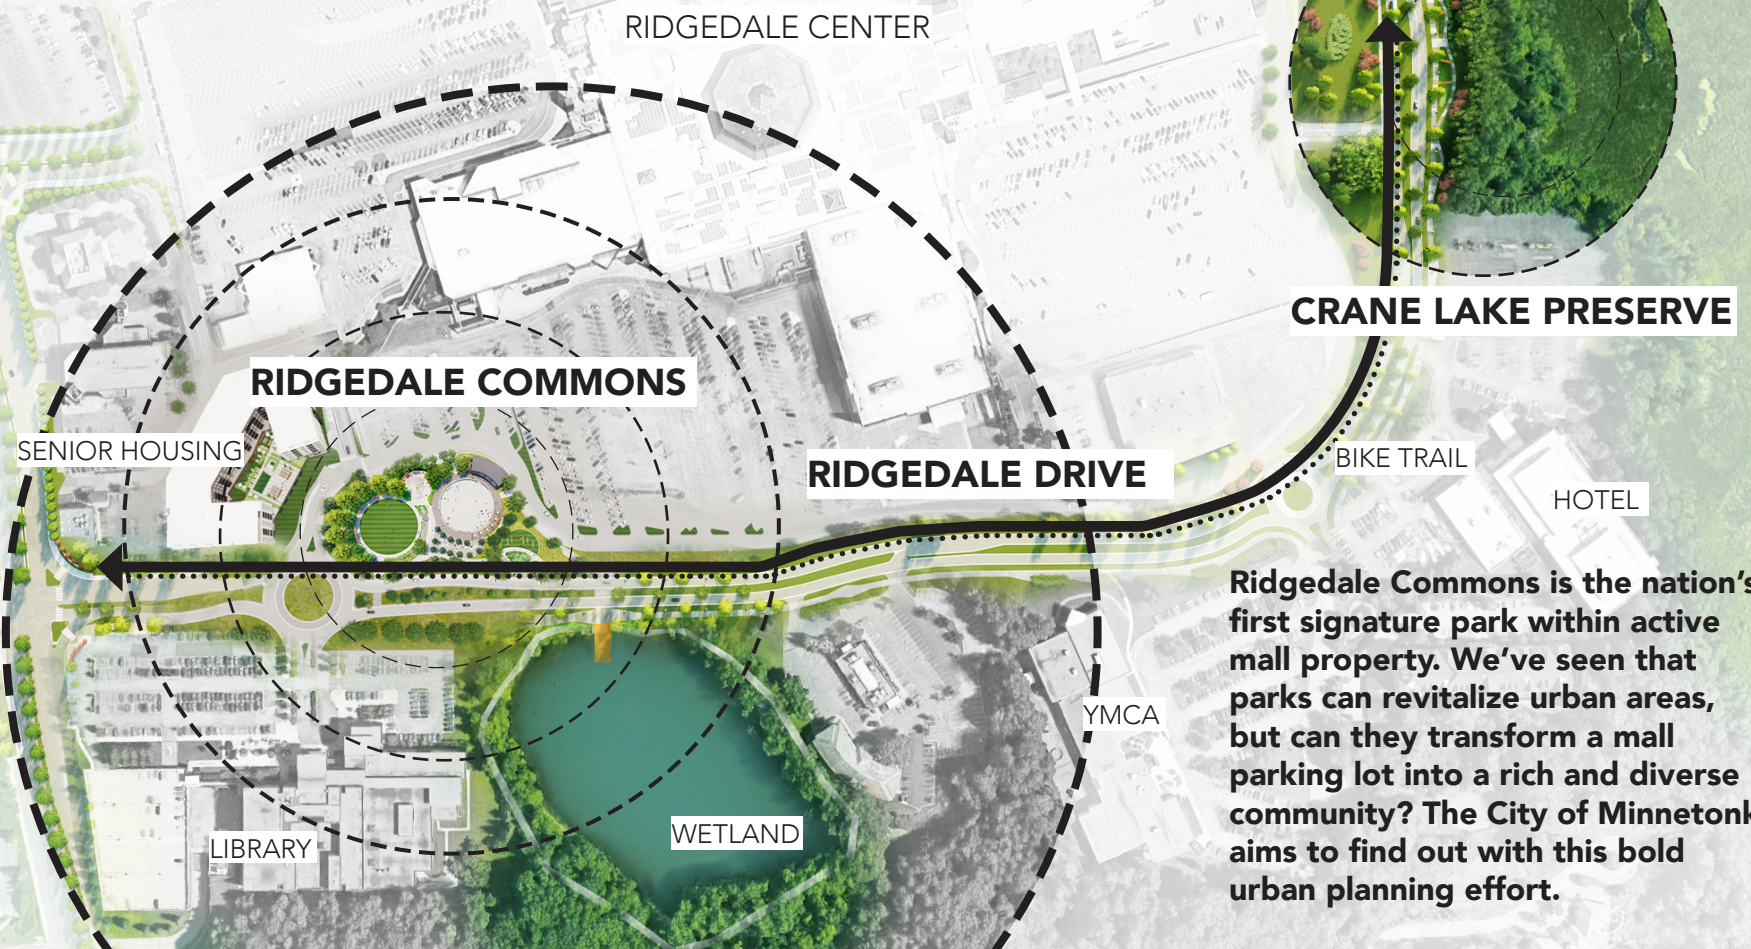 RIDGEDALE CENTER
CRANE LAKE PRESERVE
RIDGEDALE COMMONS
SENIOR HOUSING
RIDGEDALE DRIVE
BIKE TRAIL
HOTEL
Ridgedale Commons is the nation's
first signature park within active
mall property. We've seen that
parks can revitalize urban areas,
but can they transform a mall
parking lot into a rich and diverse
community? The City of Minnetonk
aims to find out with this bold
urban planning effort.
YMCA
WETLAND
LIBRARY